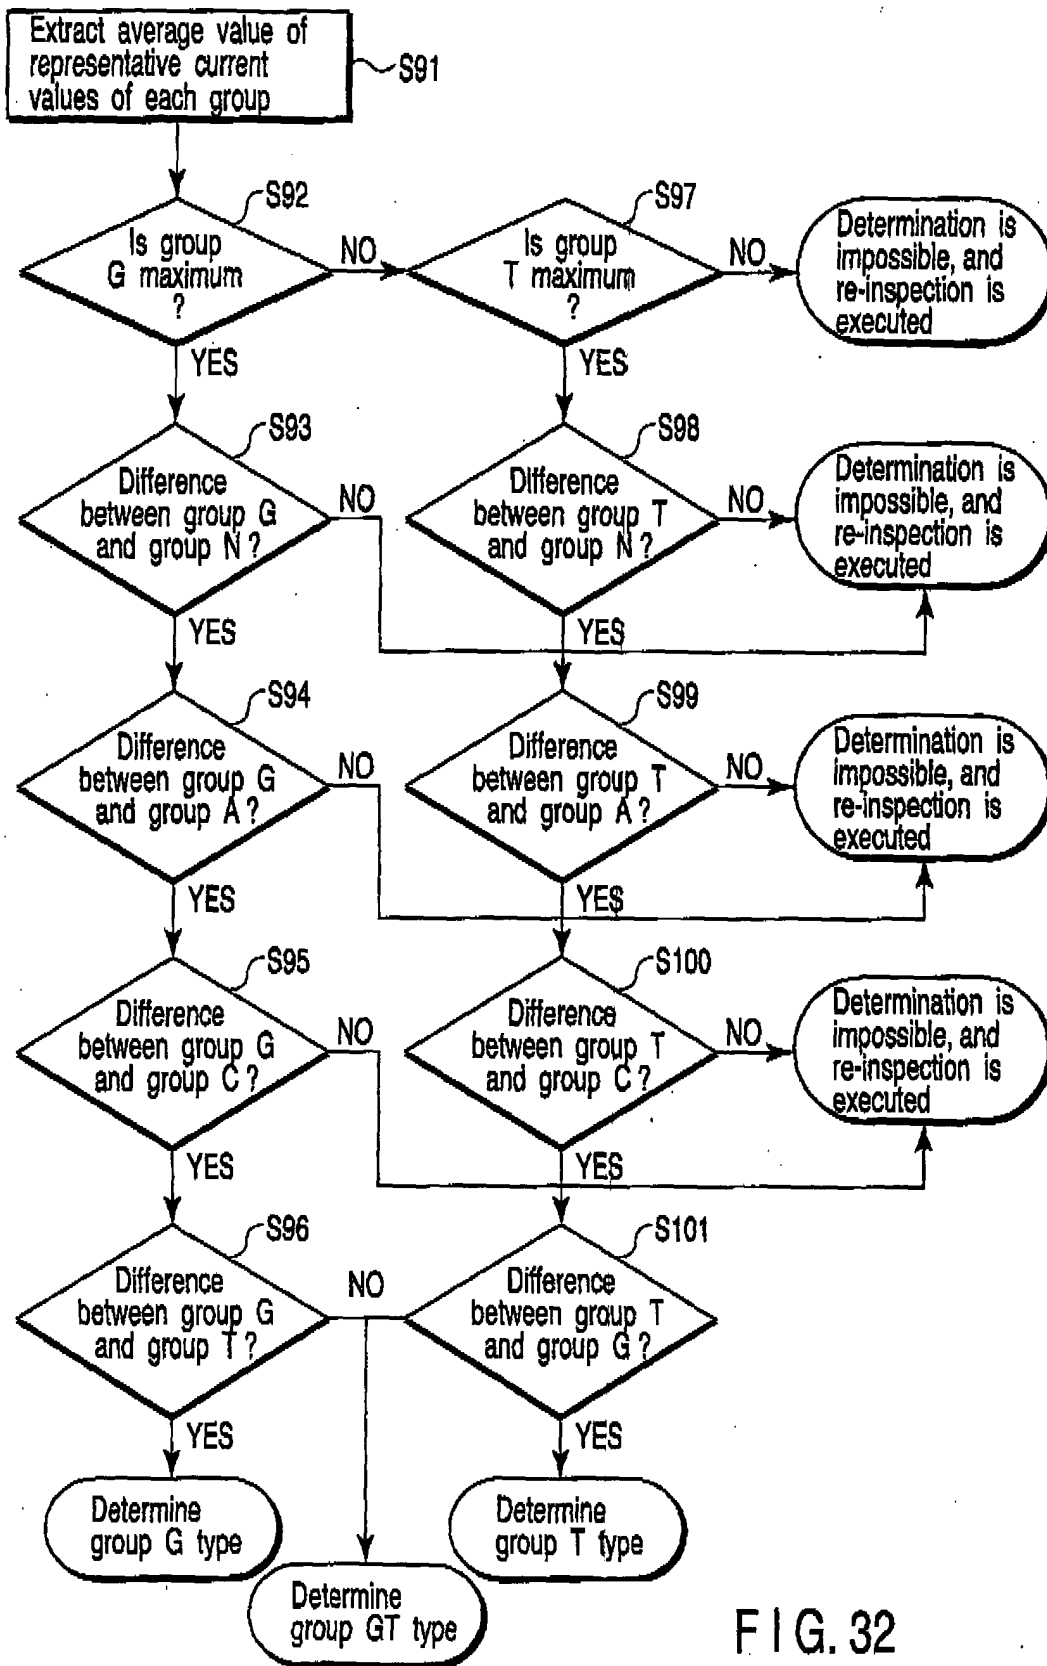 Extract average value of
representative current
values of each group
S91
S92
Is group
G maximum
?
NO
YES
S97
Is group
T maximum
?
NO
YES
Determination is
impossible, and
re-inspection is
executed
S93
Difference
between group G
and group N?
NO
YES
S98
Difference
between group T
and group N?
NO
YES
Determination is
impossible, and
re-inspection is
executed
S94
Difference
between group G
and group A?
NO
YES
S99
Difference
between group T
and group A?
NO
YES
Determination is
impossible, and
re-inspection is
executed
S95
Difference
between group G
and group C?
NO
YES
S100
Difference
between group T
and group C?
NO
YES
Determination is
impossible, and
re-inspection is
executed
S96
Difference
between group G
and group T?
NO
YES
S101
Difference
between group T
and group G?
YES
Determine
group G type
Determine
group T type
Determine
group GT type
FIG. 32